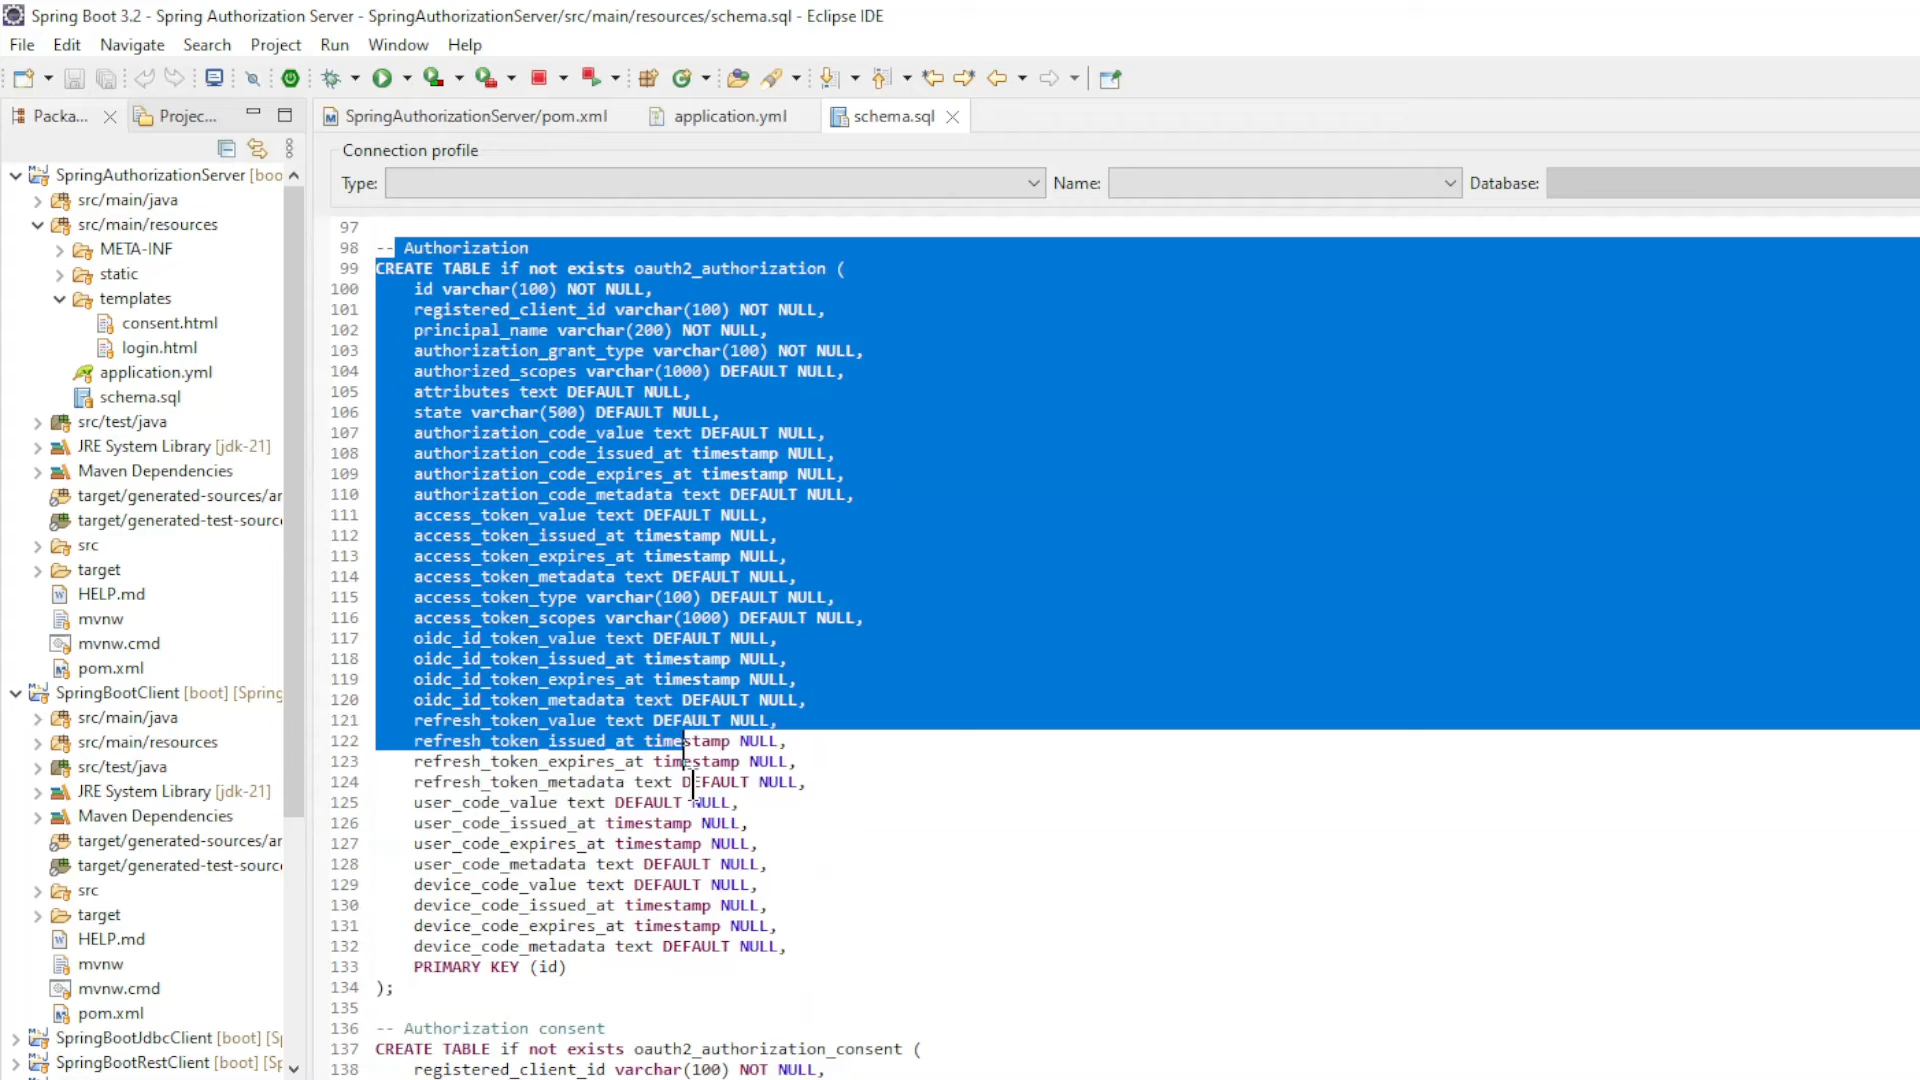 Spring Boot 3.2 - Spring Authorization Server - SpringAuthorizationServer/src/main/resources/schema.sql - Eclipse IDE
File Edit Navigate Search Project Run Window Help
Packa... Projec... SpringAuthorizationServer/pom.xml application.yml schema.sql
Connection profile
Type: Name: Database:
SpringAuthorizationServer [boo
src/main/java
src/main/resources
META-INF
static
templates
consent.html
login.html
application.yml
schema.sql
src/test/java
JRE System Library [jdk-21]
Maven Dependencies
target/generated-sources/an
target/generated-test-source
src
target
HELP.md
mvnw
mvnw.cmd
pom.xml
SpringBootClient [boot] [Spring
src/main/java
src/main/resources
src/test/java
JRE System Library [jdk-21]
Maven Dependencies
target/generated-sources/an
target/generated-test-source
src
target
HELP.md
mvnw
mvnw.cmd
pom.xml
SpringBootJdbcClient [boot] [Sp
SpringBootRestClient [boot] [Sp
97
98 -- Authorization
99 CREATE TABLE if not exists oauth2_authorization (
100 id varchar(100) NOT NULL,
101 registered_client_id varchar(100) NOT NULL,
102 principal_name varchar(200) NOT NULL,
103 authorization_grant_type varchar(100) NOT NULL,
104 authorized_scopes varchar(1000) DEFAULT NULL,
105 attributes text DEFAULT NULL,
106 state varchar(500) DEFAULT NULL,
107 authorization_code_value text DEFAULT NULL,
108 authorization_code_issued_at timestamp NULL,
109 authorization_code_expires_at timestamp NULL,
110 authorization_code_metadata text DEFAULT NULL,
111 access_token_value text DEFAULT NULL,
112 access_token_issued_at timestamp NULL,
113 access_token_expires_at timestamp NULL,
114 access_token_metadata text DEFAULT NULL,
115 access_token_type varchar(100) DEFAULT NULL,
116 access_token_scopes varchar(1000) DEFAULT NULL,
117 oidc_id_token_value text DEFAULT NULL,
118 oidc_id_token_issued_at timestamp NULL,
119 oidc_id_token_expires_at timestamp NULL,
120 oidc_id_token_metadata text DEFAULT NULL,
121 refresh_token_value text DEFAULT NULL,
122 refresh_token_issued_at timestamp NULL,
123 refresh_token_expires_at timestamp NULL,
124 refresh_token_metadata text DEFAULT NULL,
125 user_code_value text DEFAULT NULL,
126 user_code_issued_at timestamp NULL,
127 user_code_expires_at timestamp NULL,
128 user_code_metadata text DEFAULT NULL,
129 device_code_value text DEFAULT NULL,
130 device_code_issued_at timestamp NULL,
131 device_code_expires_at timestamp NULL,
132 device_code_metadata text DEFAULT NULL,
133 PRIMARY KEY (id)
134 );
135
136 -- Authorization consent
137 CREATE TABLE if not exists oauth2_authorization_consent (
138 registered_client_id varchar(100) NOT NULL,